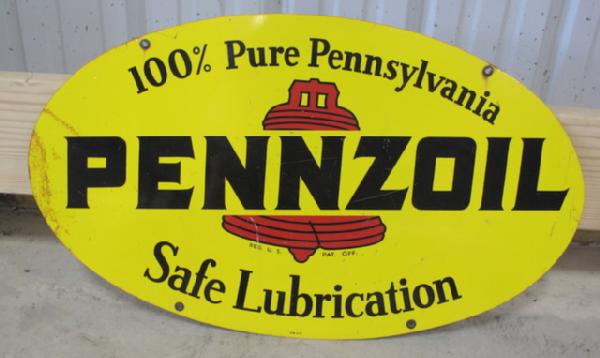 100% Pure Pennsylvania
PENNZOIL
REG. U. S. PAT. OFF.
Safe Lubrication